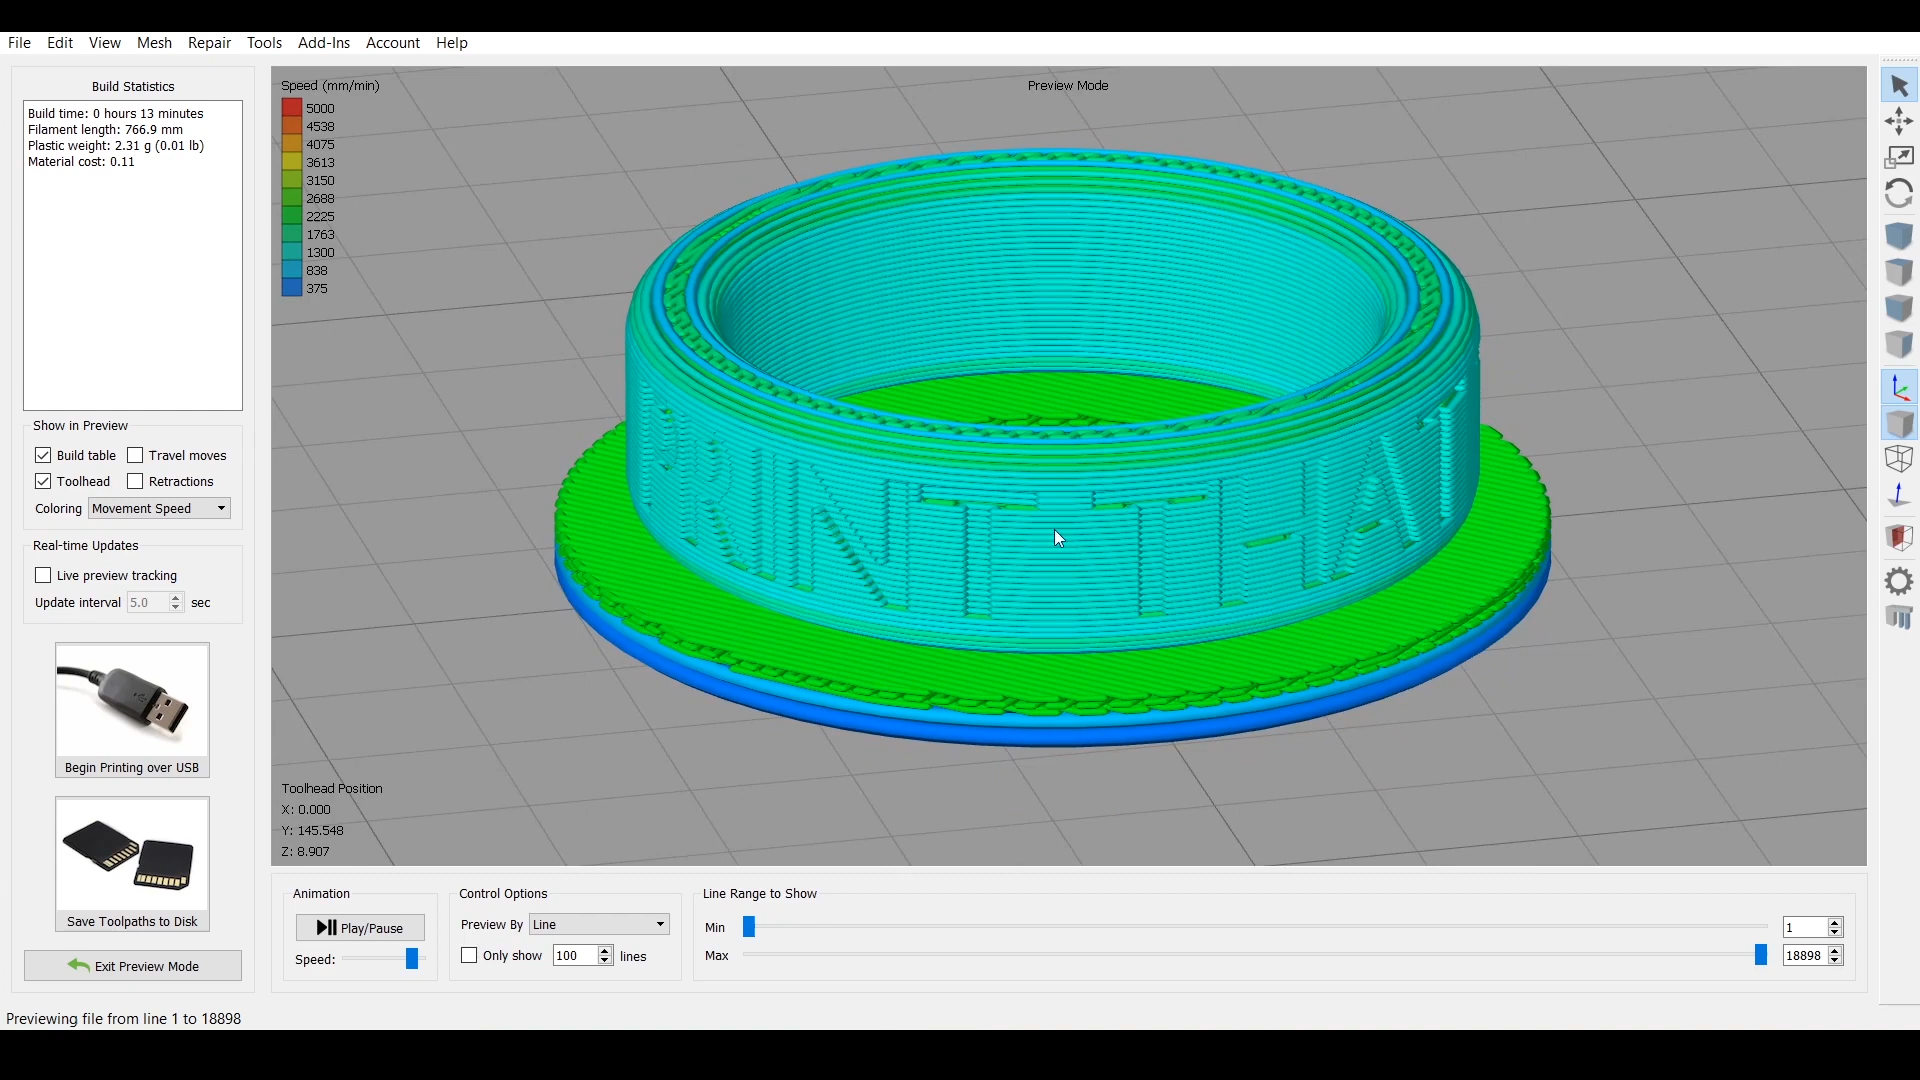 File Edit View Mesh Repair Tools Add-Ins Account Help
Build Statistics
Build time: 0 hours 13 minutes
Filament length: 766.9 mm
Plastic weight: 2.31 g (0.01 lb)
Material cost: 0.11
Show in Preview
Build table Travel moves
Toolhead Retractions
Coloring Movement Speed
Real-time Updates
Live preview tracking
Update interval 5.0 sec
Begin Printing over USB
Save Toolpaths to Disk
Exit Preview Mode
Speed (mm/min)
5000
4538
4075
3613
3150
2688
2225
1763
1300
838
375
Preview Mode
PRINT THAT
Toolhead Position
X: 0.000
Y: 145.548
Z: 8.907
Animation
Play/Pause
Speed:
Control Options
Preview By Line
Only show 100 lines
Line Range to Show
Min 1
Max 18898
Previewing file from line 1 to 18898